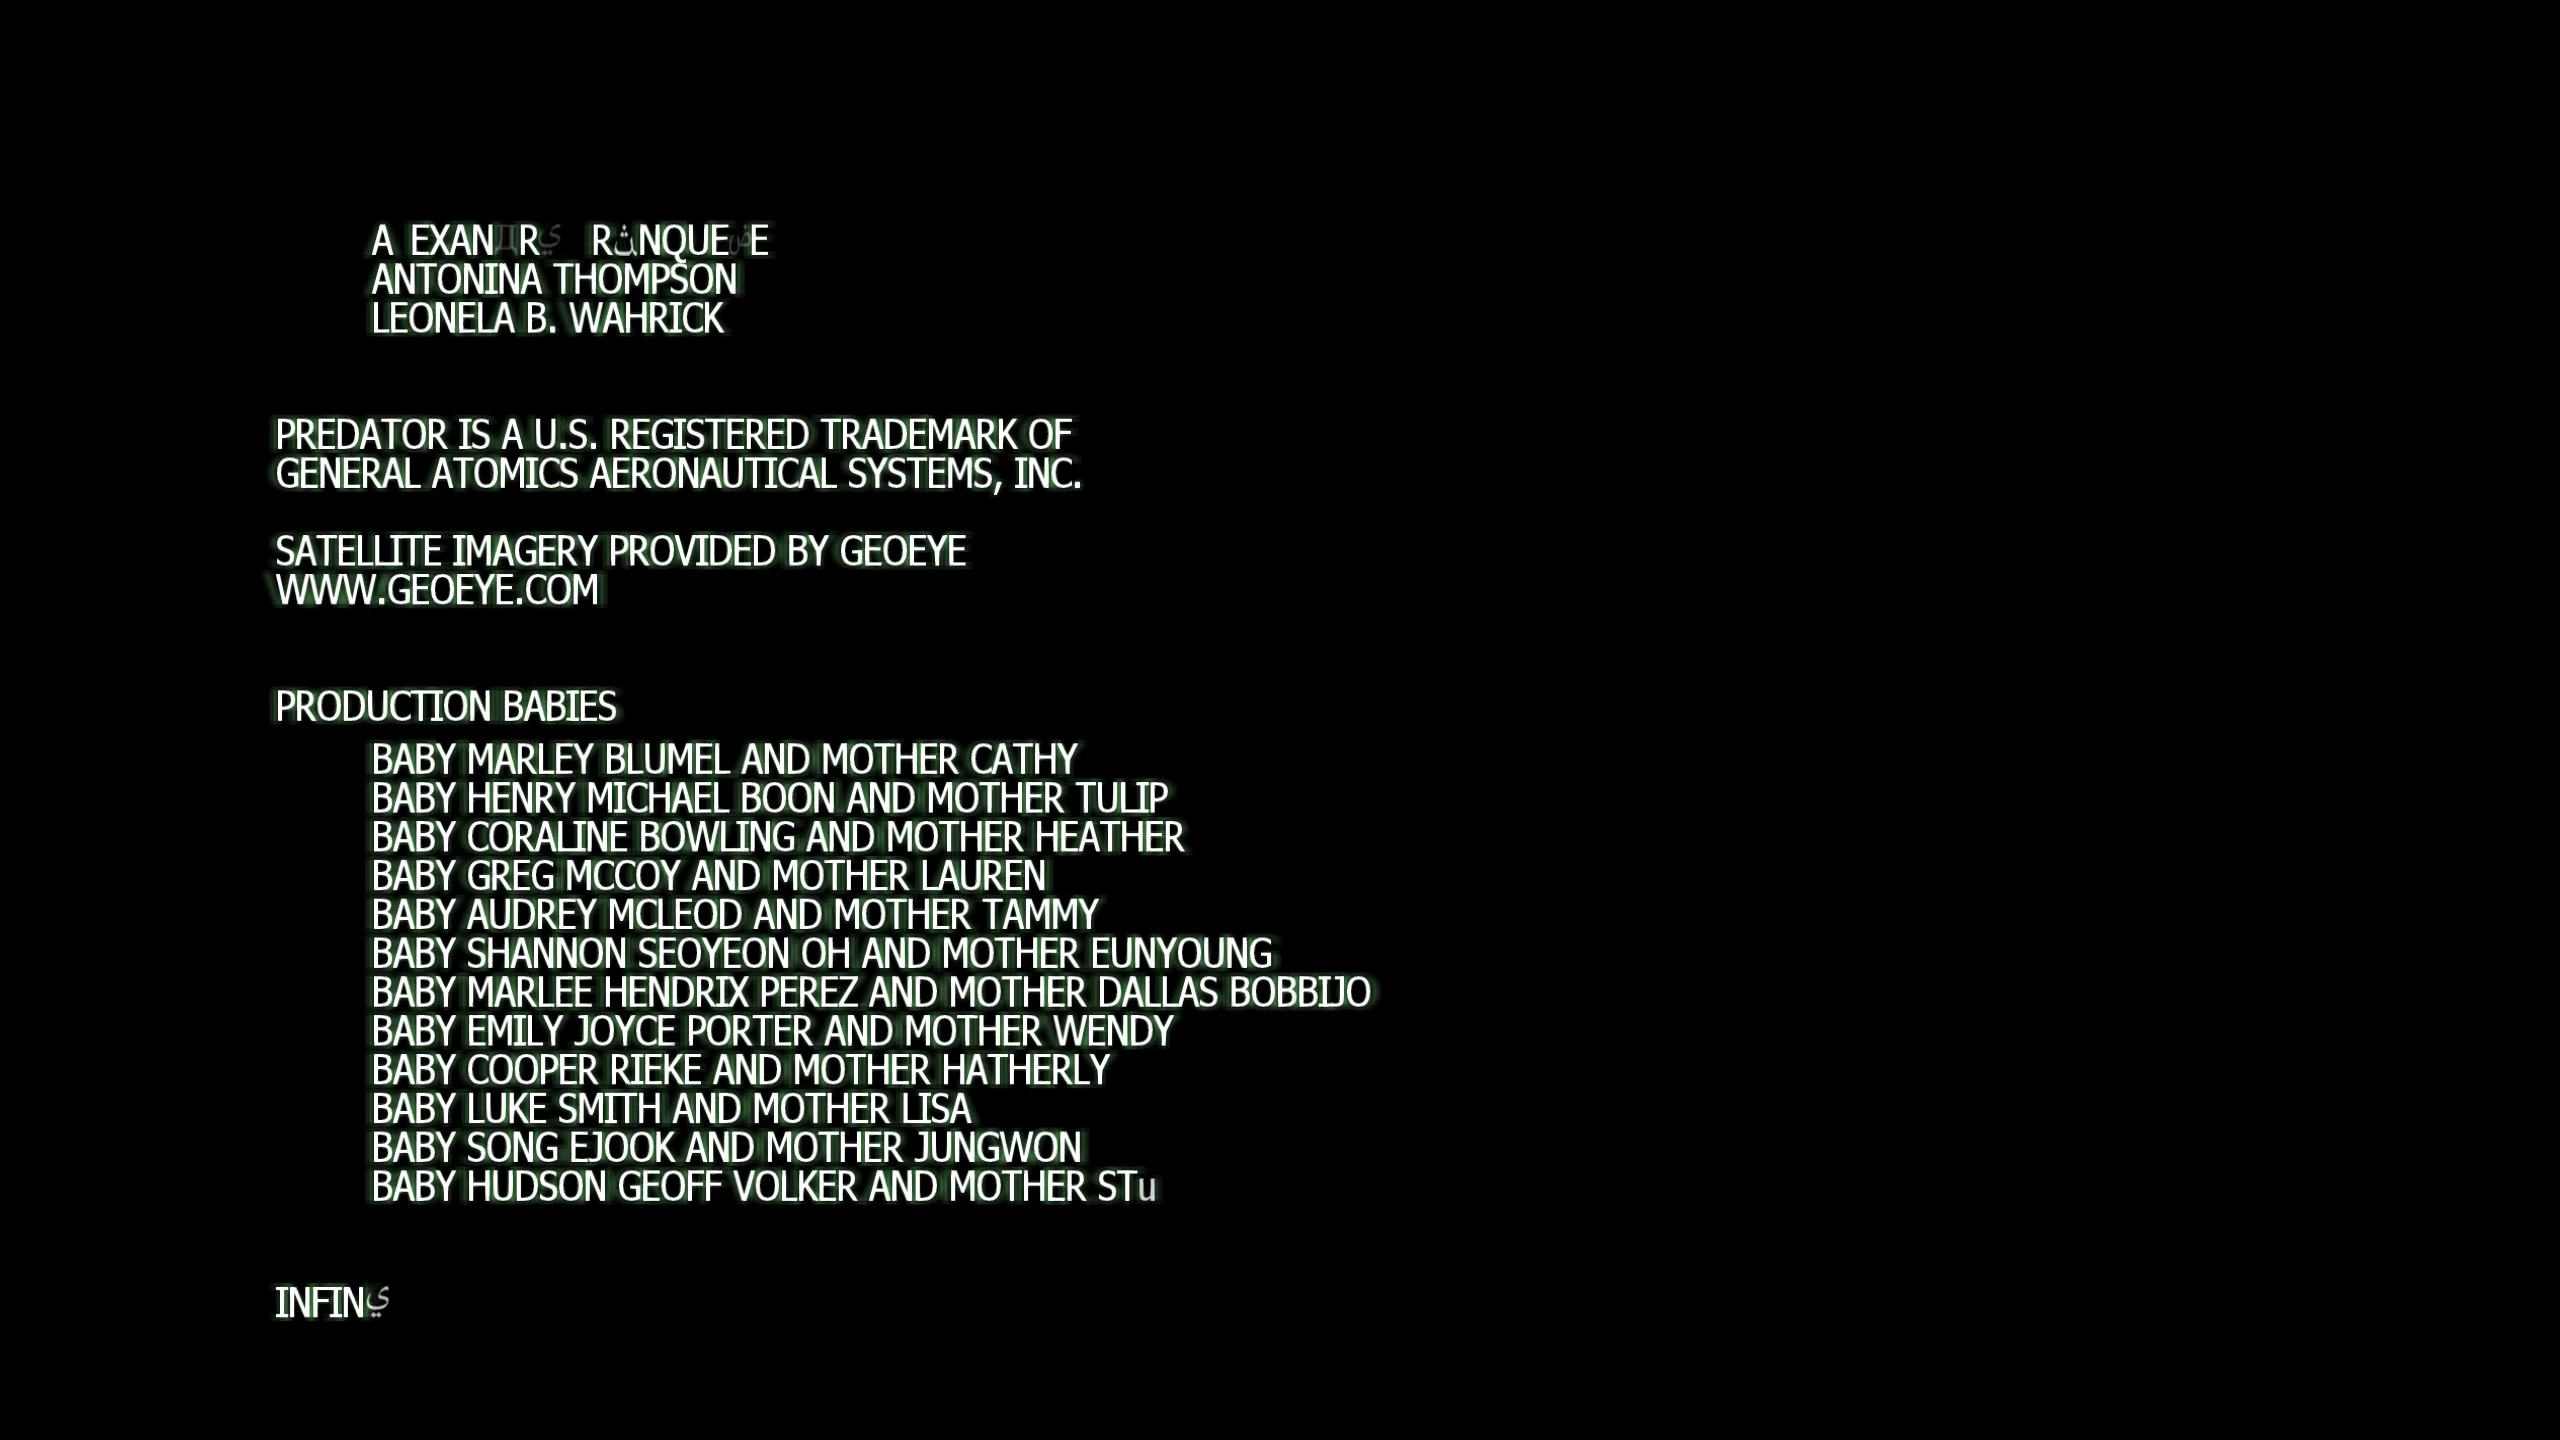 ANTONINA THOMPSON
LEONELA B. WAHRICK
PREDATOR IS A U.S. REGISTERED TRADEMARK OF
GENERAL ATOMICS AERONAUTICAL SYSTEMS, INC.
SATELLITE IMAGERY PROVIDED BY GEOEYE
WWW.GEOEYE.COM
PRODUCTION BABIES
BABY MARLEY BLUMEL AND MOTHER CATHY
BABY HENRY MICHAEL BOON AND MOTHER TULIP
BABY CORALINE BOWLING AND MOTHER HEATHER
BABY GREG MCCOY AND MOTHER LAUREN
BABY AUDREY MCLEOD AND MOTHER TAMMY
BABY SHANNON SEOYEON OH AND MOTHER EUNYOUNG
BABY MARLEE HENDRIX PEREZ AND MOTHER DALLAS BOBBIJO
BABY EMILY JOYCE PORTER AND MOTHER WENDY
BABY COOPER RIEKE AND MOTHER HATHERLY
BABY LUKE SMITH AND MOTHER LISA
BABY SONG EJOOK AND MOTHER JUNGWON
BABY HUDSON GEOFF VOLKER AND MOTHER STu
INFINي